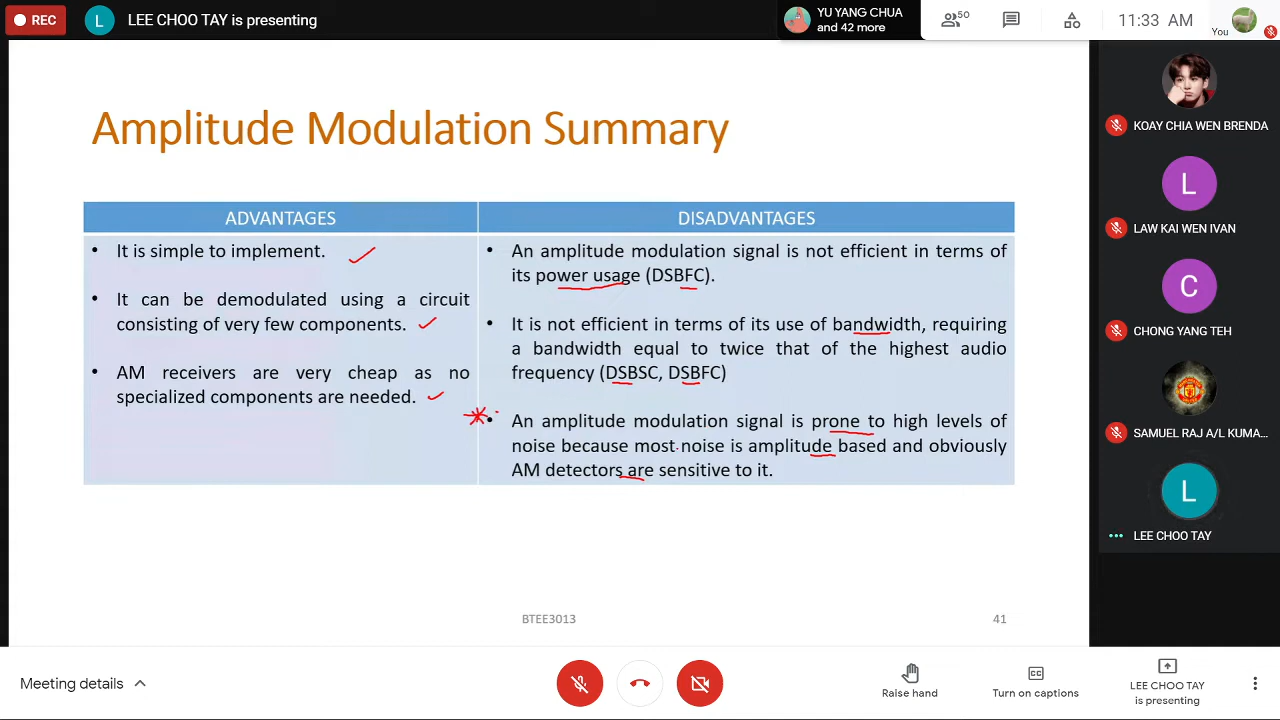 REC
L
LEE CHOO TAY is presenting
YU YANG CHUA
and 42 more
50
11:33 AM
You
Amplitude Modulation Summary
ADVANTAGES
DISADVANTAGES
• It is simple to implement.
• It can be demodulated using a circuit
consisting of very few components.
• AM receivers are very cheap as no
specialized components are needed.
• An amplitude modulation signal is not efficient in terms of
its power usage (DSBFC).
• It is not efficient in terms of its use of bandwidth, requiring
a bandwidth equal to twice that of the highest audio
frequency (DSBSC, DSBFC)
• An amplitude modulation signal is prone to high levels of
noise because most noise is amplitude based and obviously
AM detectors are sensitive to it.
BTEE3013
41
KOAY CHIA WEN BRENDA
L
LAW KAI WEN IVAN
C
CHONG YANG TEH
SAMUEL RAJ A/L KUMA...
L
LEE CHOO TAY
Meeting details
Raise hand
CC
Turn on captions
LEE CHOO TAY
is presenting